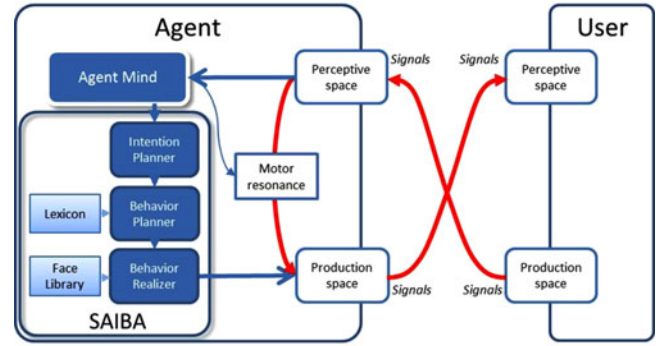 Agent
User
Agent Mind
Perceptive
space
Signals
Signals
Perceptive
space
Intention
Planner
Motor
resonance
Lexicon
Behavior
Planner
Face
Library
Behavior
Realizer
Production
space
Signals
Signals
Production
space
SAIBA